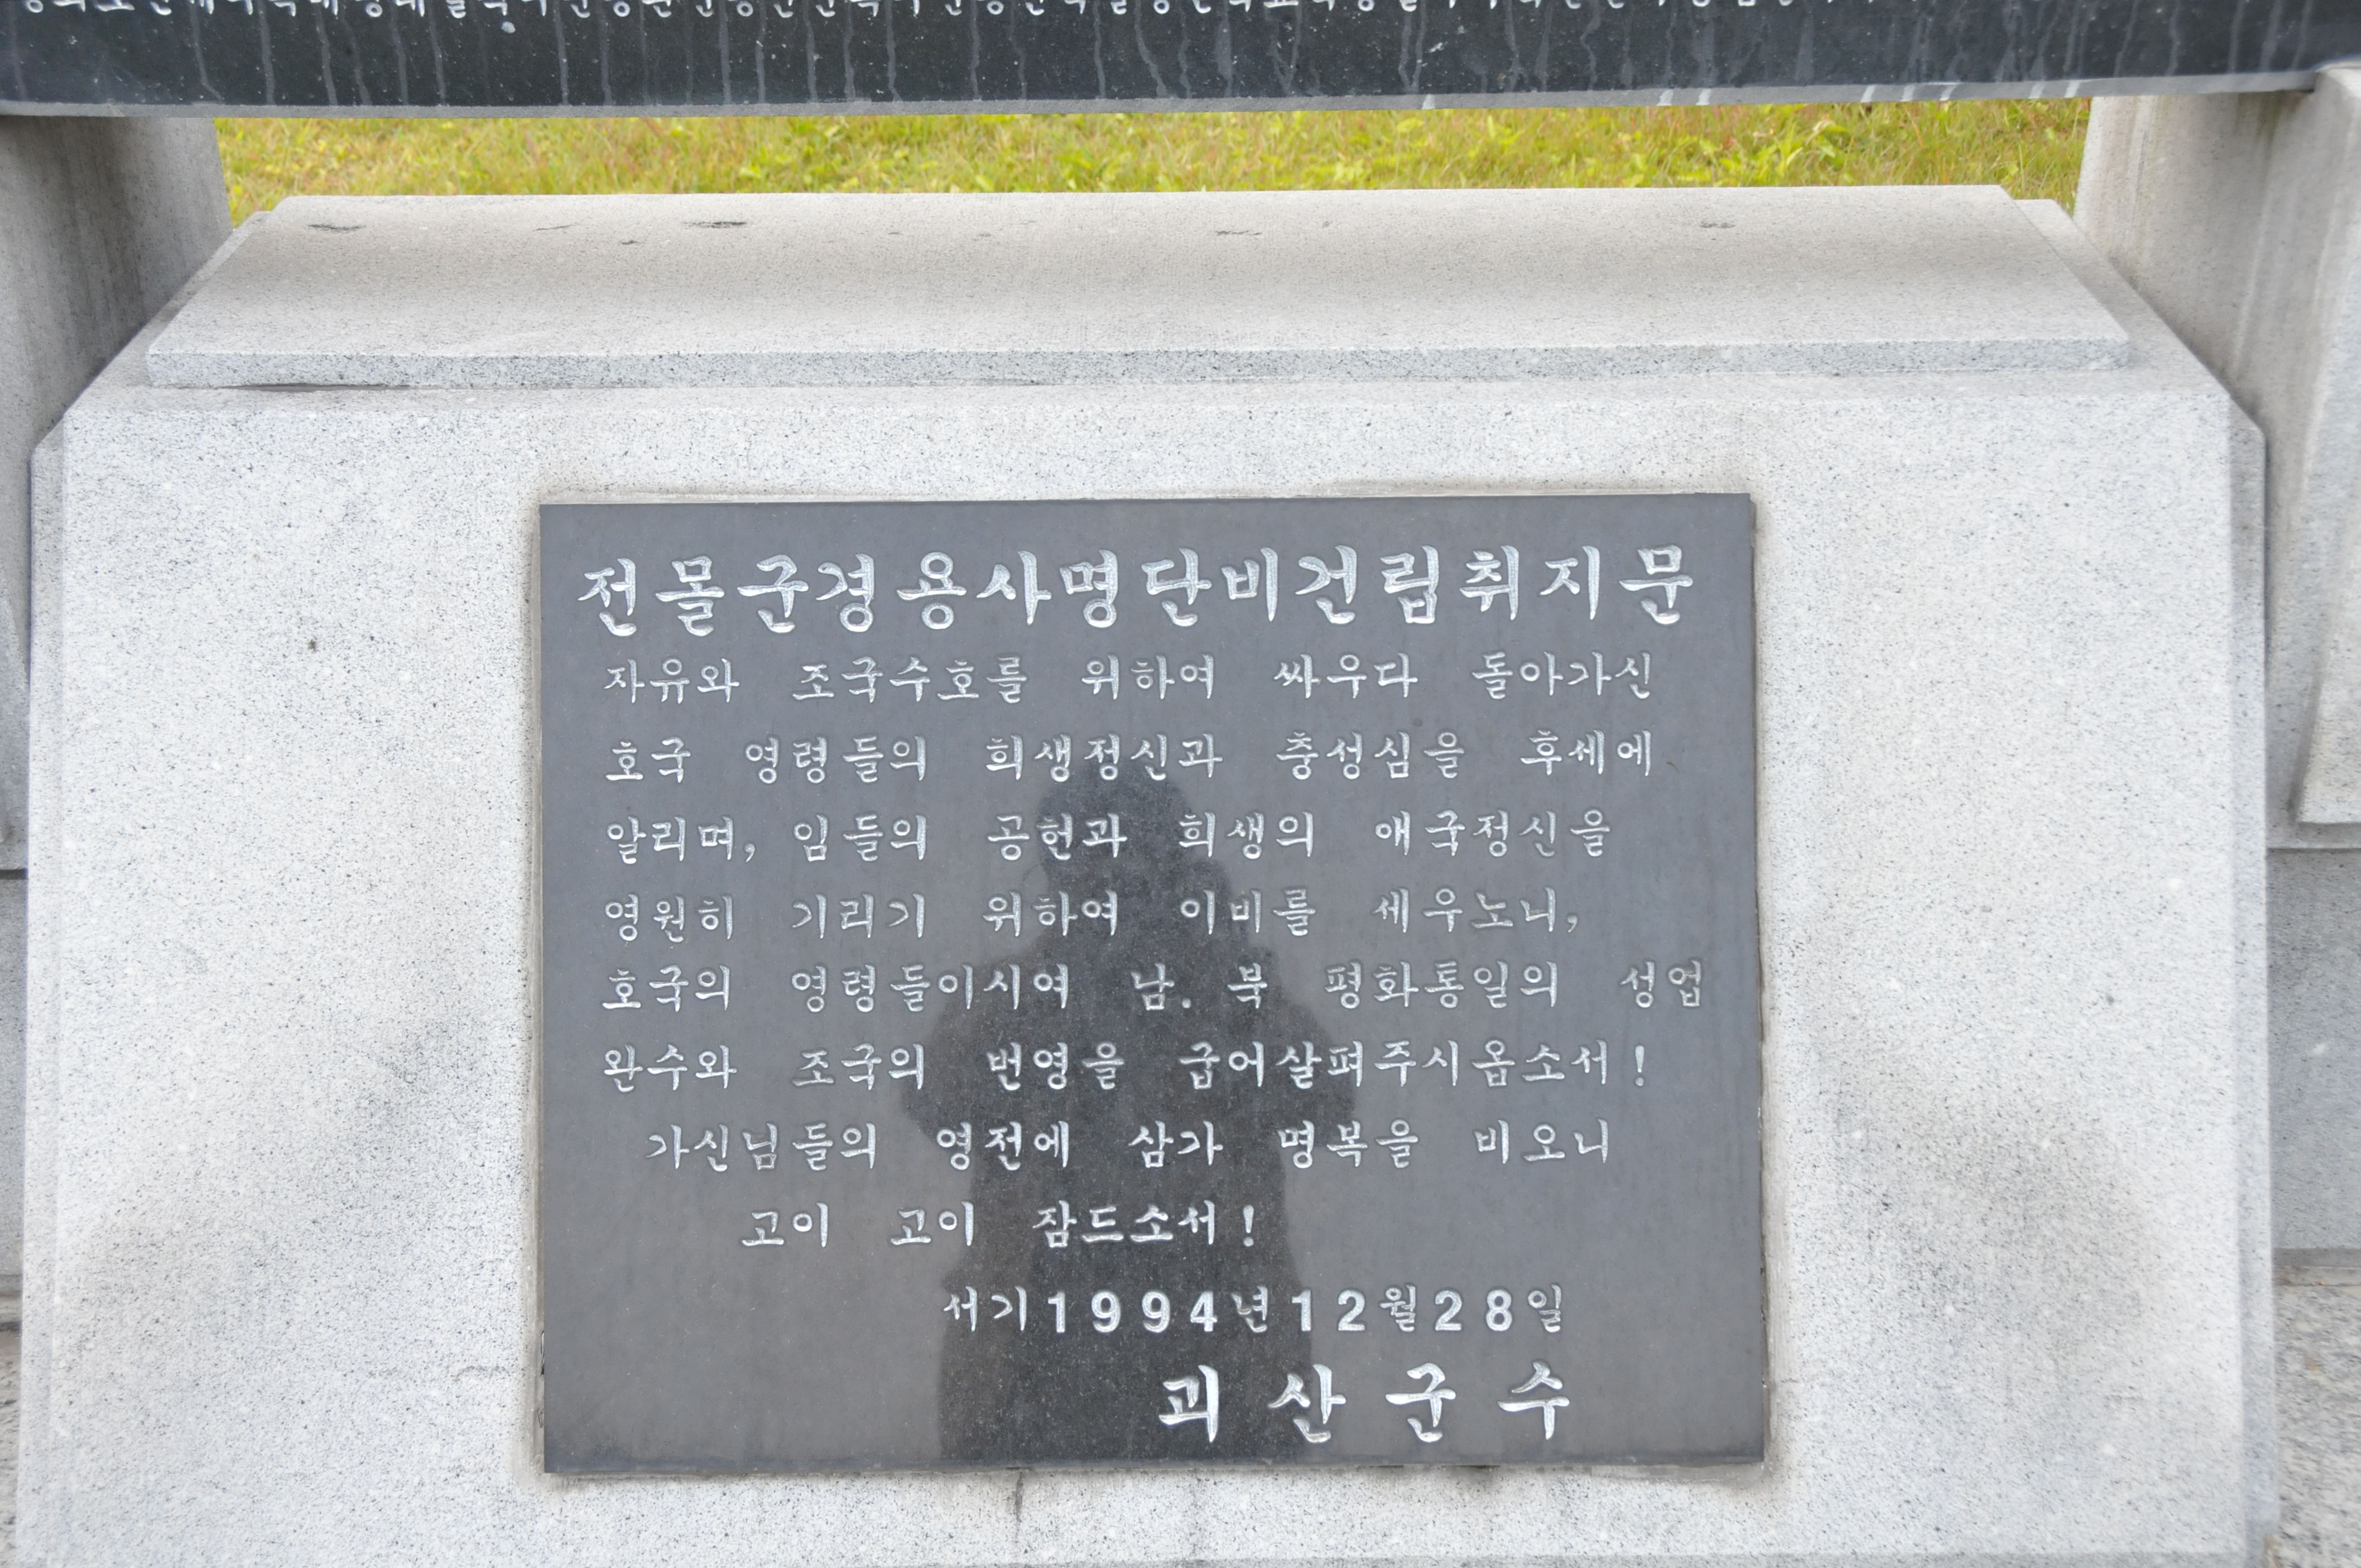 전몰군경용사명단비건립취지문
자유와 조국수호를 위하여 싸우다 돌아가신
호국 영령들의 희생정신과 충성심을 후세에
알리며, 임들의 공헌과 희생의 애국정신을
영원히 기리기 위하여 이비를 세우노니,
호국의 영령들이시여 남. 북 평화통일의 성업
완수와 조국의 번영을 굽어살펴주시옵소서!
가신님들의 영전에 삼가 명복을 비오니
고이 고이 잠드소서!
서기1994년12월28일
괴산군수